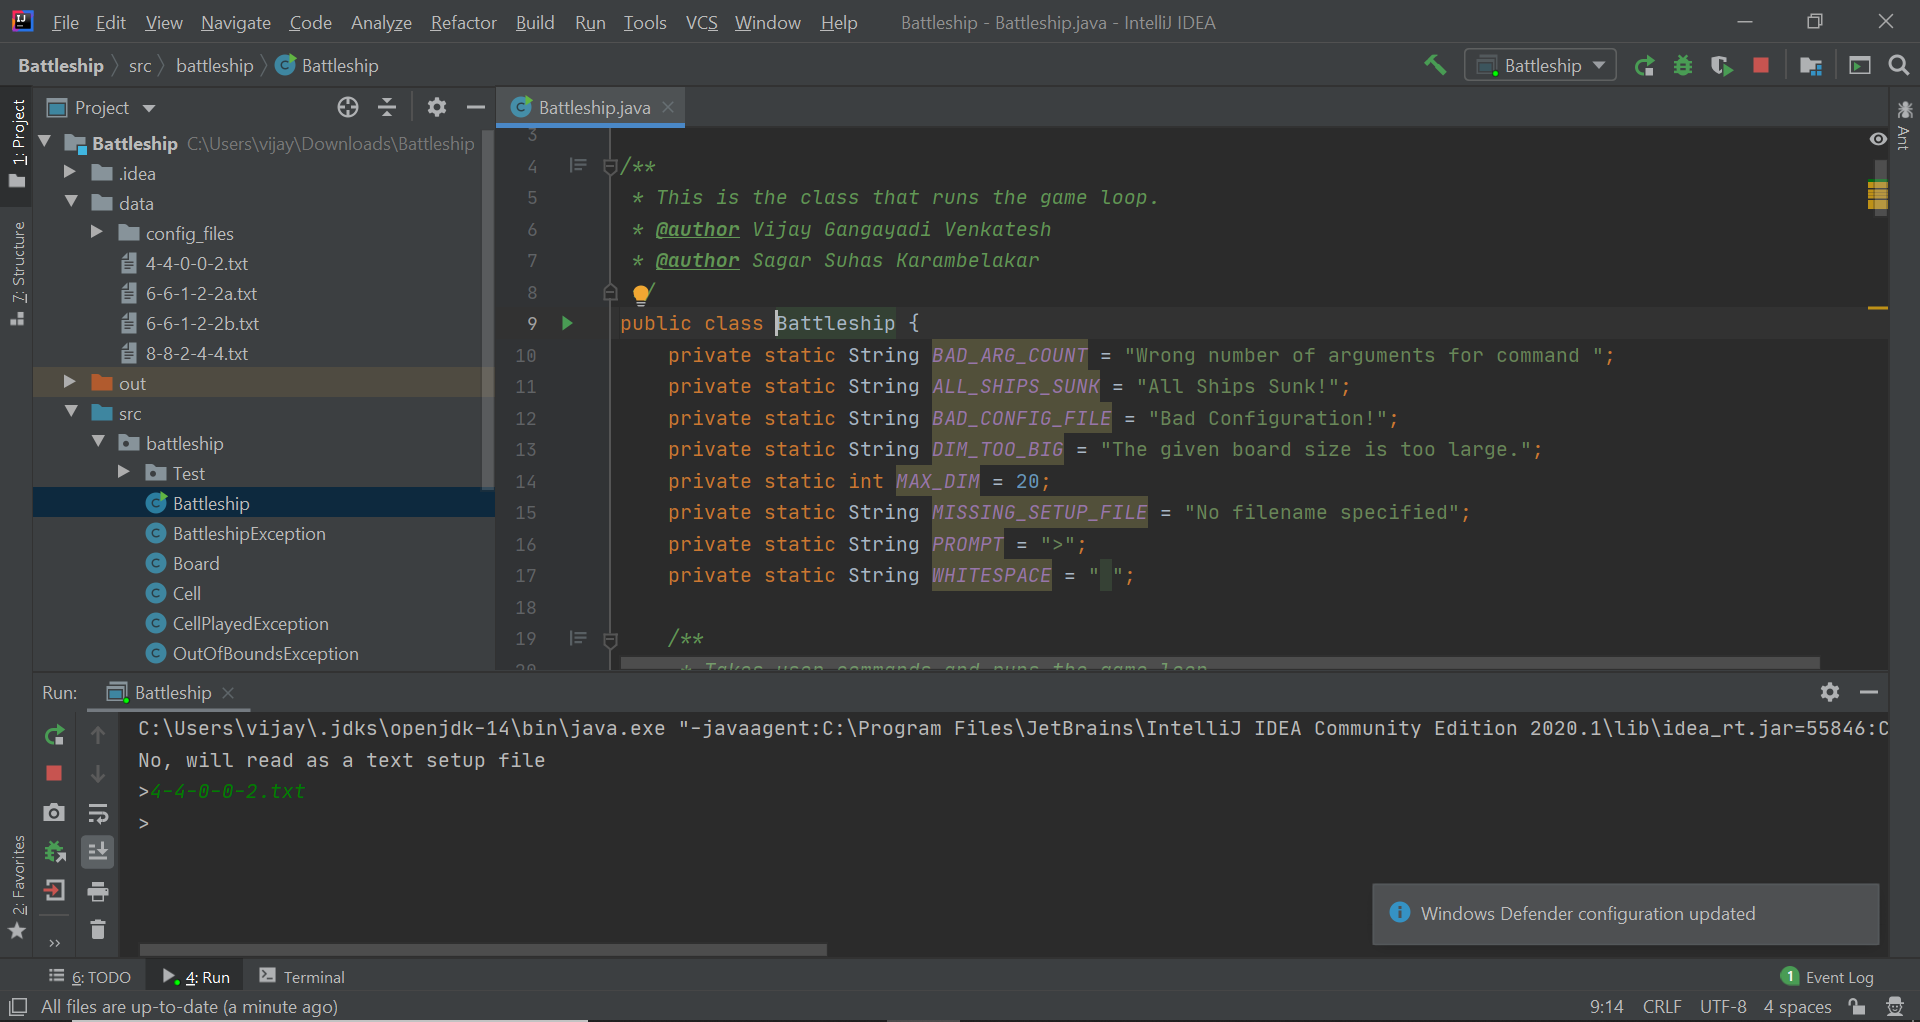 File Edit View Navigate Code Analyze Refactor Build Run Tools VCS Window Help Battleship - Battleship.java - IntelliJ IDEA
Battleship src battleship Battleship
Battleship
1: Project
7: Structure
2: Favorites
Ant
Project
Battleship C:\Users\vijay\Downloads\Battleship
.idea
data
config_files
4-4-0-0-2.txt
6-6-1-2-2a.txt
6-6-1-2-2b.txt
8-8-2-4-4.txt
out
src
battleship
Test
Battleship
BattleshipException
Board
Cell
CellPlayedException
OutOfBoundsException
Battleship.java
3
4 /**
5 * This is the class that runs the game loop.
6 * @author Vijay Gangayadi Venkatesh
7 * @author Sagar Suhas Karambelakar
8 /
9 public class Battleship {
10 private static String BAD_ARG_COUNT = "Wrong number of arguments for command ";
11 private static String ALL_SHIPS_SUNK = "All Ships Sunk!";
12 private static String BAD_CONFIG_FILE = "Bad Configuration!";
13 private static String DIM_TOO_BIG = "The given board size is too large.";
14 private static int MAX_DIM = 20;
15 private static String MISSING_SETUP_FILE = "No filename specified";
16 private static String PROMPT = ">";
17 private static String WHITESPACE = " ";
18
19 /**
20 * Takes user commands and runs the game loop
Run: Battleship
C:\Users\vijay\.jdks\openjdk-14\bin\java.exe "-javaagent:C:\Program Files\JetBrains\IntelliJ IDEA Community Edition 2020.1\lib\idea_rt.jar=55846:C
No, will read as a text setup file
>4-4-0-0-2.txt
>
Windows Defender configuration updated
6: TODO 4: Run Terminal 1 Event Log
All files are up-to-date (a minute ago) 9:14 CRLF UTF-8 4 spaces